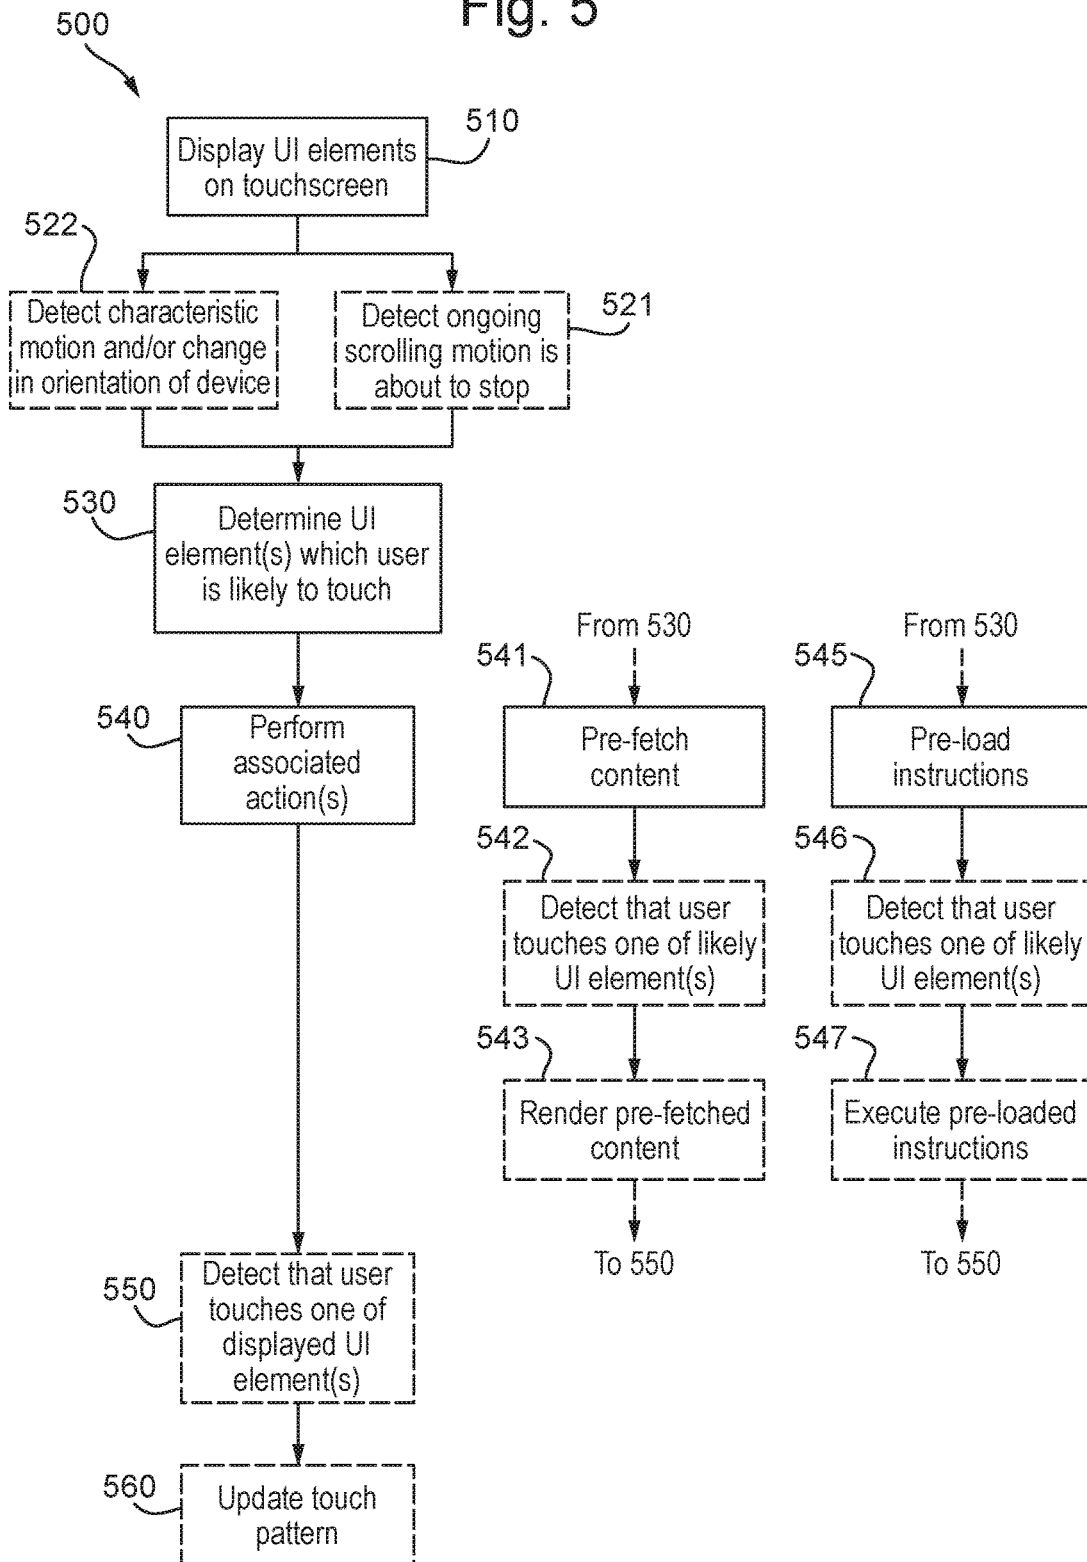 Fig. 5
500
510
Display UI elements
on touchscreen
522
Detect characteristic
motion and/or change
in orientation of device
521
Detect ongoing
scrolling motion is
about to stop
530
Determine UI
element(s) which user
is likely to touch
540
Perform
associated
action(s)
From 530
541
Pre-fetch
content
542
Detect that user
touches one of likely
UI element(s)
543
Render pre-fetched
content
To 550
From 530
545
Pre-load
instructions
546
Detect that user
touches one of likely
UI element(s)
547
Execute pre-loaded
instructions
To 550
550
Detect that user
touches one of
displayed UI
element(s)
560
Update touch
pattern